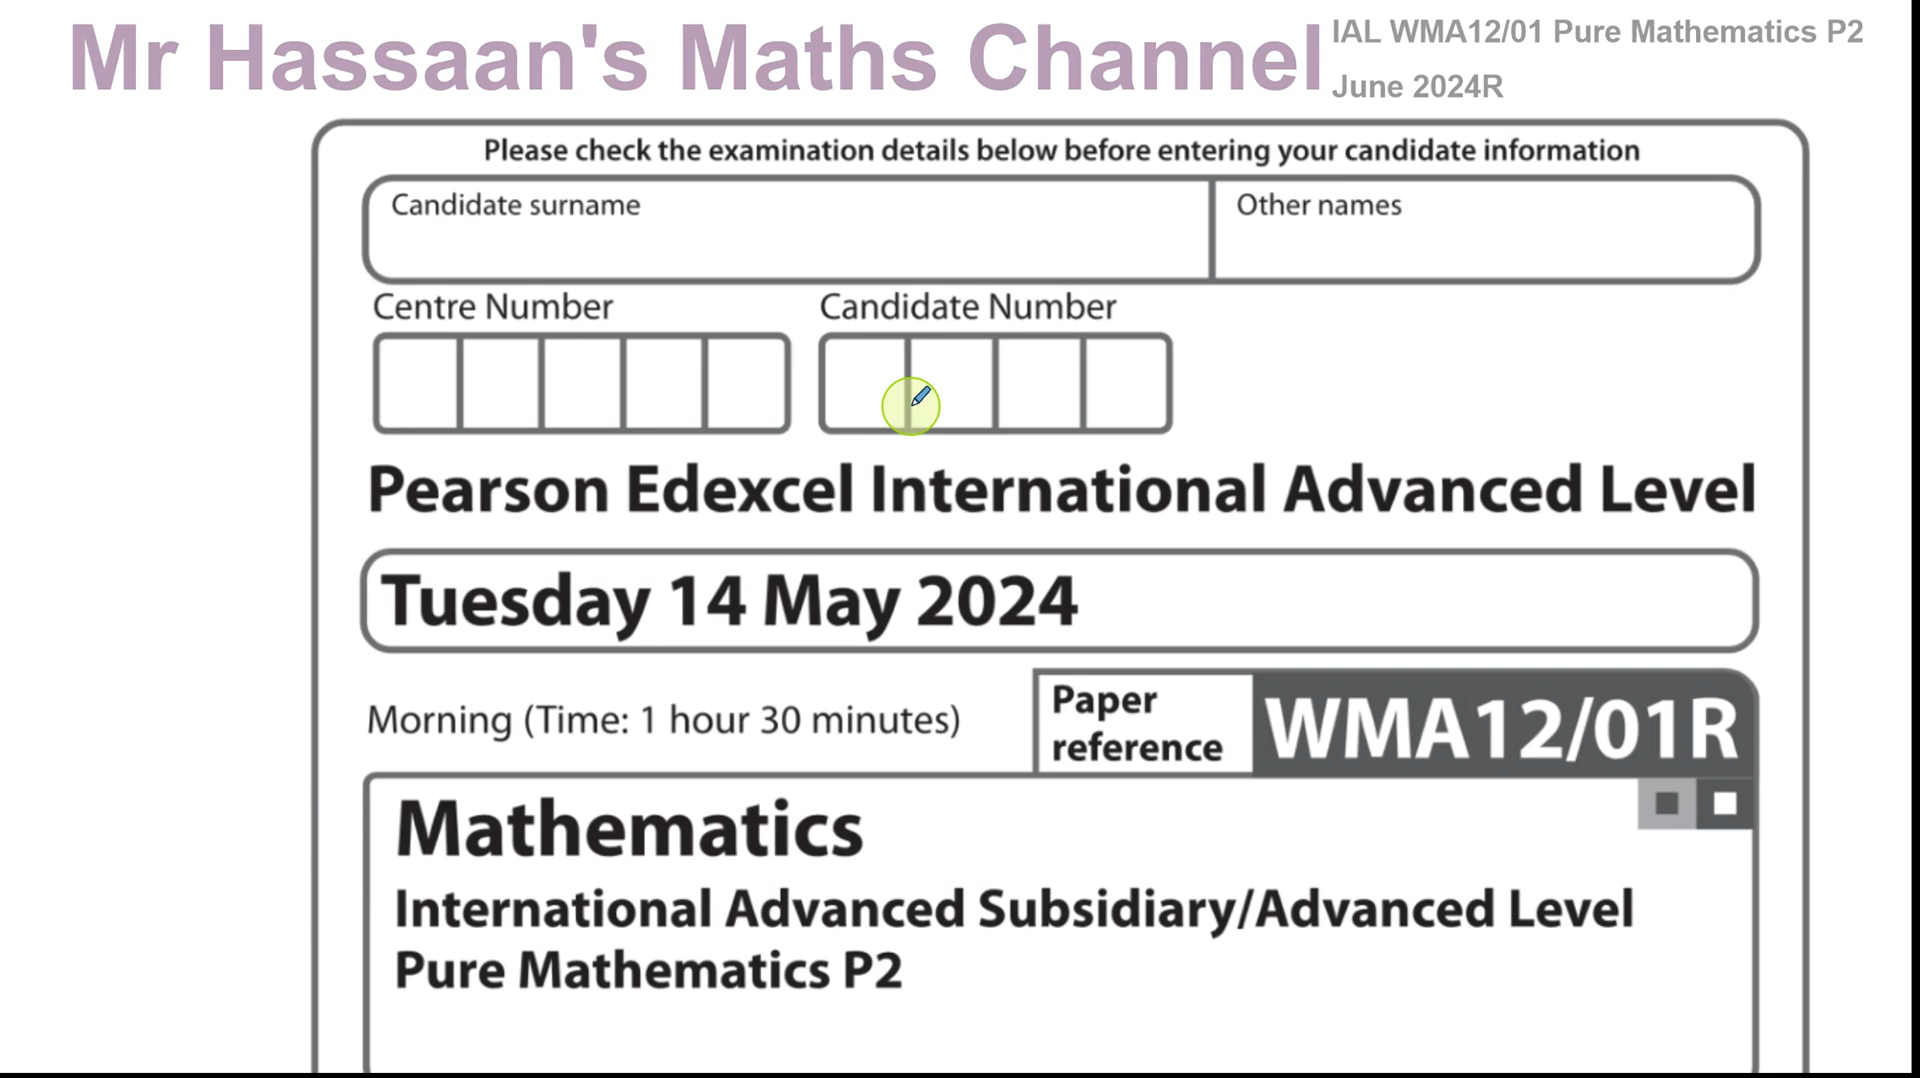 Mr Hassaan's Maths Channel
IAL WMA12/01 Pure Mathematics P2
June 2024R
Please check the examination details below before entering your candidate information
Candidate surname
Other names
Centre Number
Candidate Number
Pearson Edexcel International Advanced Level
Tuesday 14 May 2024
Morning (Time: 1 hour 30 minutes)
Paper
reference
WMA12/01R
Mathematics
International Advanced Subsidiary/Advanced Level
Pure Mathematics P2